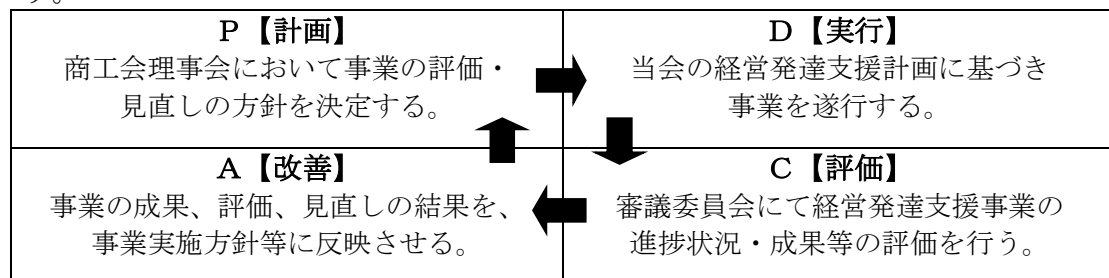 す。
P【計画】
商工会理事会において事業の評価・
見直しの方針を決定する。
D【実行】
当会の経営発達支援計画に基づき
事業を遂行する。
A【改善】
事業の成果、評価、見直しの結果を、
事業実施方針等に反映させる。
C【評価】
審議委員会にて経営発達支援事業の
進捗状況・成果等の評価を行う。